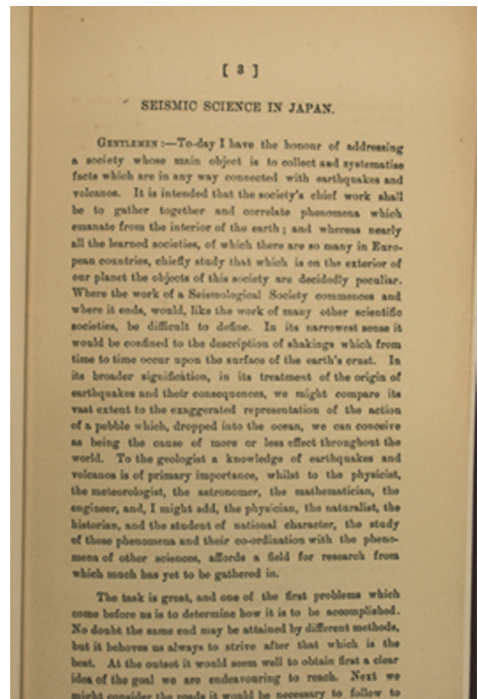 [ 3 ]
SEISMIC SCIENCE IN JAPAN.
GENTLEMEN:—To-day I have the honour of addressing
a society whose main object is to collect and systematise
facts which are in any way connected with earthquakes and
volcanos. It is intended that the society's chief work shall
be to gather together and correlate phenomena which
emanate from the interior of the earth; and whereas nearly
all the learned societies, of which there are so many in Euro-
pean countries, chiefly study that which is on the exterior of
our planet the objects of this society are decidedly peculiar.
Where the work of a Seismological Society commences and
where it ends, would, like the work of many other scientific
societies, be difficult to define. In its narrowest sense it
would be confined to the description of shakings which from
time to time occur upon the surface of the earth's crust. In
its broader signification, in its treatment of the origin of
earthquakes and their consequences, we might compare its
vast extent to the exaggerated representation of the action
of a pebble which, dropped into the ocean, we can conceive
as being the cause of more or less effect throughout the
world. To the geologist a knowledge of earthquakes and
volcanos is of primary importance, whilst to the physicist,
the meteorologist, the astronomer, the mathematician, the
engineer, and, I might add, the physician, the naturalist, the
historian, and the student of national character, the study
of these phenomena and their co-ordination with the pheno-
mena of other sciences, affords a field for research from
which much has yet to be gathered in.
The task is great, and one of the first problems which
come before us is to determine how it is to be accomplished.
No doubt the same end may be attained by different methods,
but it behoves us always to strive after that which is the
best. At the outset it would seem well to obtain first a clear
idea of the goal we are endeavouring to reach. Next we
might consider the roads it would be necessary to follow to